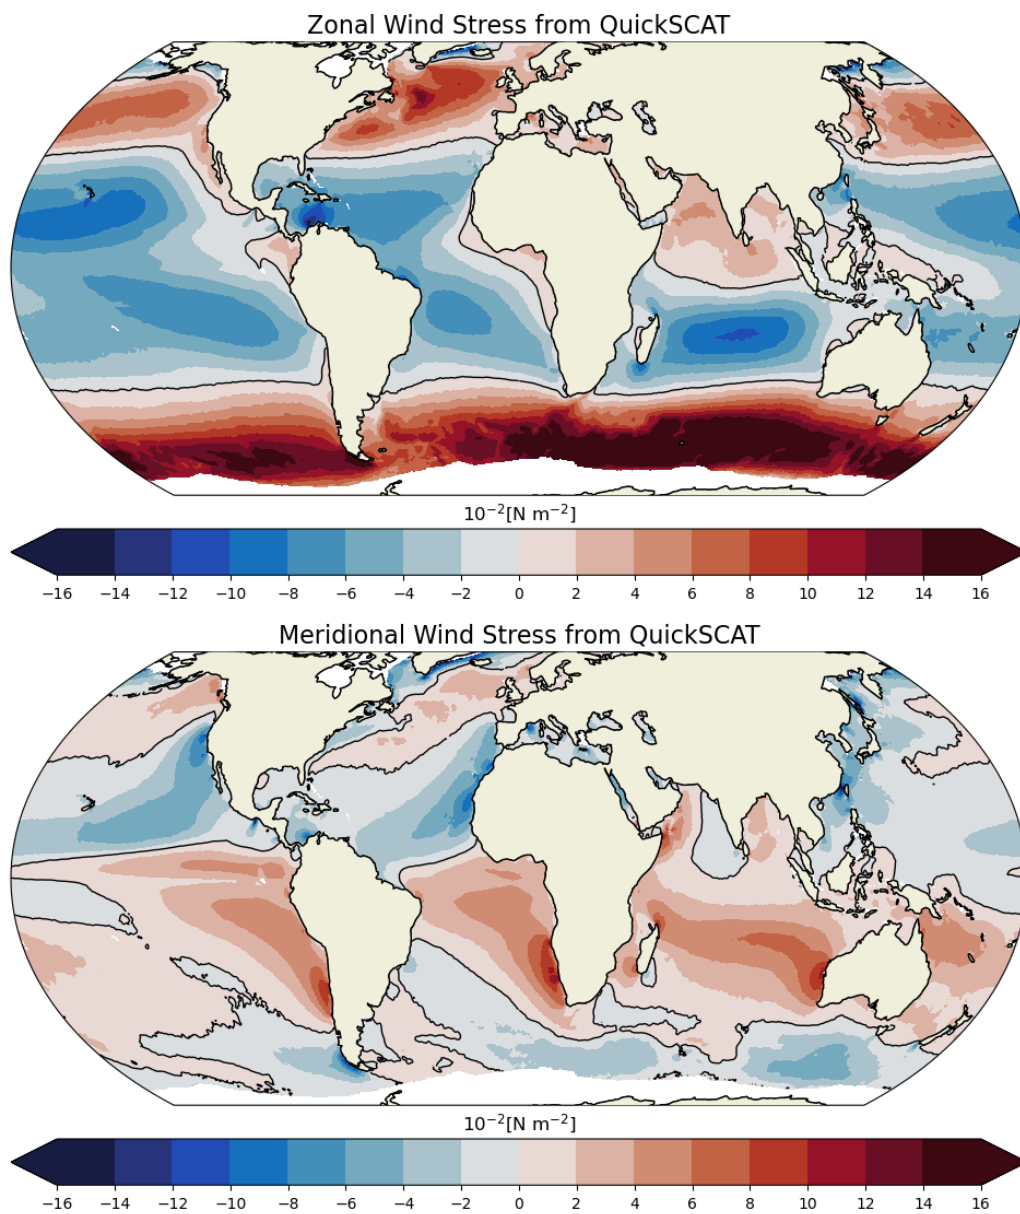 Zonal Wind Stress from QuickSCAT
10⁻²[N m⁻²]
−16 −14 −12 −10 −8 −6 −4 −2 0 2 4 6 8 10 12 14 16
Meridional Wind Stress from QuickSCAT
10⁻²[N m⁻²]
−16 −14 −12 −10 −8 −6 −4 −2 0 2 4 6 8 10 12 14 16